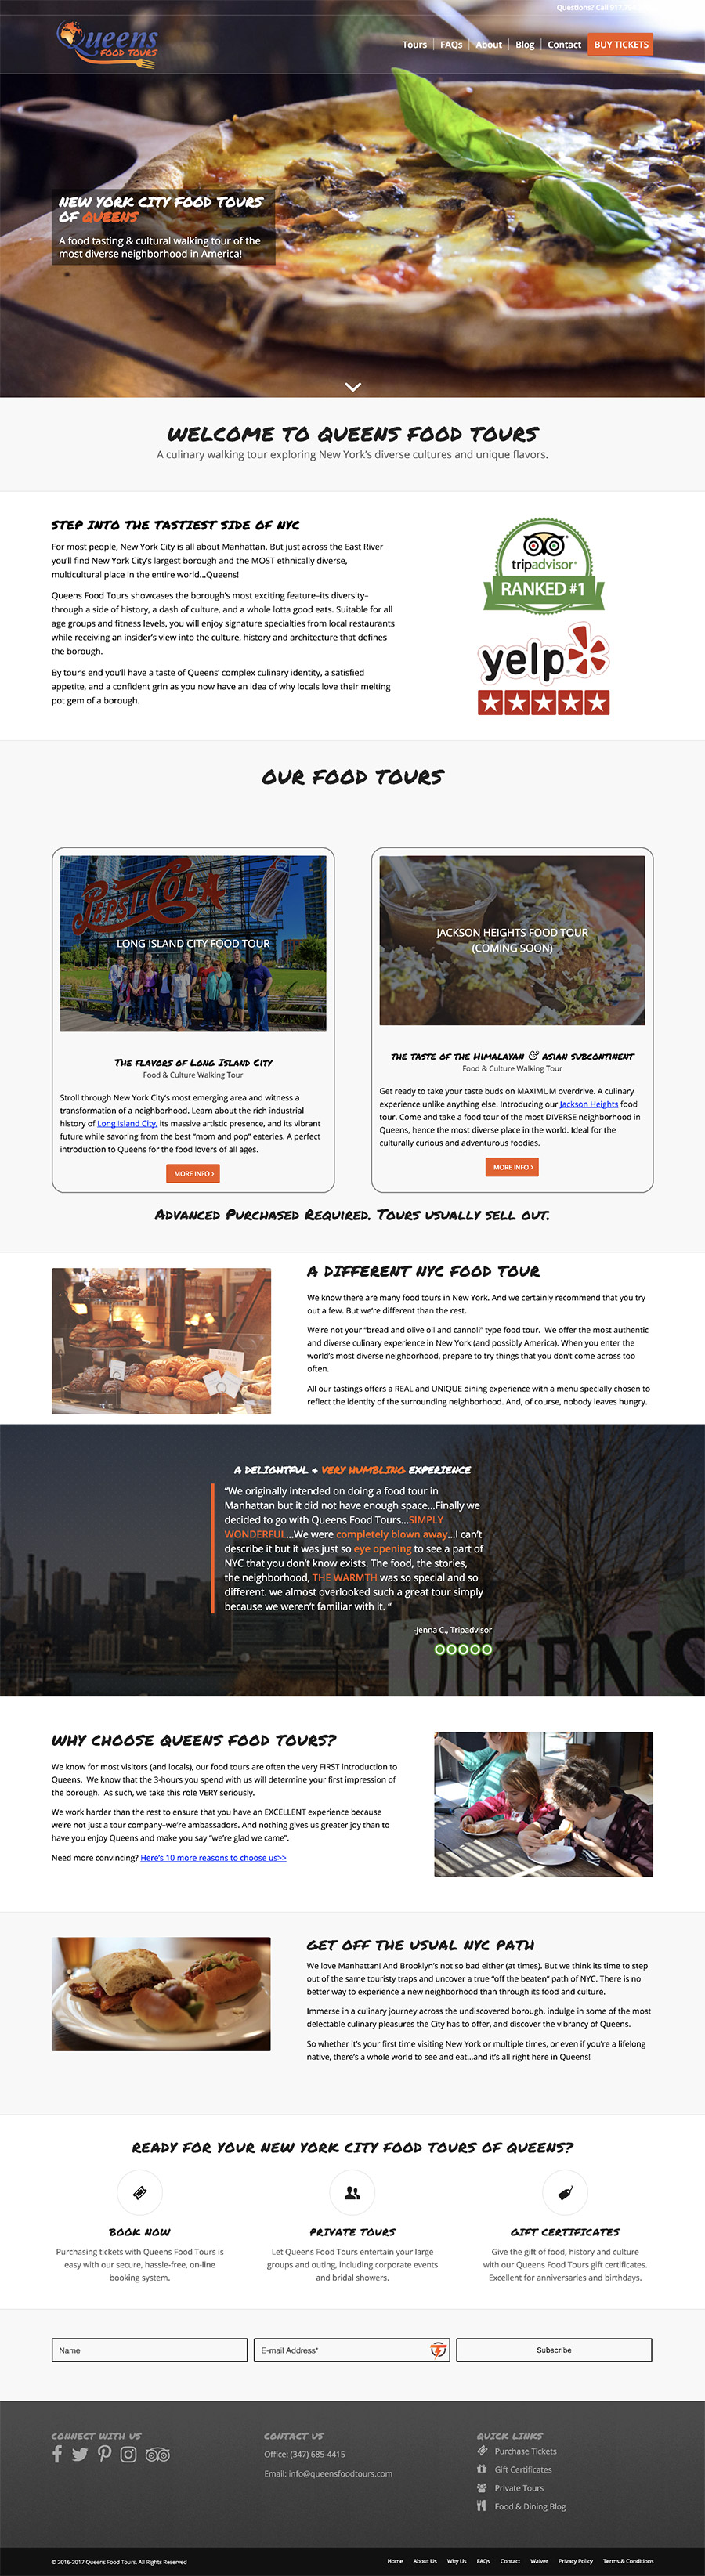 Questions? Call
Queens
FOOD TOURS
Tours
FAQs
About
Blog
Contact
BUY TICKETS
NEW YORK CITY FOOD TOURS
OF QUEENS
A food tasting & cultural walking tour of the
most diverse neighborhood in America!
WELCOME TO QUEENS FOOD TOURS
A culinary walking tour exploring New York's diverse cultures and unique flavors.
STEP INTO THE TASTIEST SIDE OF NYC
For most people, New York City is all about Manhattan. But just across the East River
you'll find New York City's largest borough and the MOST ethnically diverse,
multicultural place in the entire world...Queens!
Queens Food Tours showcases the borough's most exciting feature–its diversity–
through a side of history, a dash of culture, and a whole lotta good eats. Suitable for all
age groups and fitness levels, you will enjoy signature specialties from local restaurants
while receiving an insider's view into the culture, history and architecture that defines
the borough.
By tour's end you'll have a taste of Queens' complex culinary identity, a satisfied
appetite, and a confident grin as you now have an idea of why locals love their melting
pot gem of a borough.
tripadvisor®
RANKED #1
yelp
OUR FOOD TOURS
Pepsi Cola
LONG ISLAND CITY FOOD TOUR
THE FLAVORS OF LONG ISLAND CITY
Food & Culture Walking Tour
Stroll through New York City's most emerging area and witness a
transformation of a neighborhood. Learn about the rich industrial
history of Long Island City, its massive artistic presence, and its vibrant
future while savoring from the best "mom and pop" eateries. A perfect
introduction to Queens for the food lovers of all ages.
MORE INFO ›
JACKSON HEIGHTS FOOD TOUR
(COMING SOON)
THE TASTE OF THE HIMALAYAN & ASIAN SUBCONTINENT
Food & Culture Walking Tour
Get ready to take your taste buds on MAXIMUM overdrive. A culinary
experience unlike anything else. Introducing our Jackson Heights food
tour. Come and take a food tour of the most DIVERSE neighborhood in
Queens, hence the most diverse place in the world. Ideal for the
culturally curious and adventurous foodies.
MORE INFO ›
ADVANCED PURCHASED REQUIRED. TOURS USUALLY SELL OUT.
A DIFFERENT NYC FOOD TOUR
We know there are many food tours in New York. And we certainly recommend that you try
out a few. But we're different than the rest.
We're not your "bread and olive oil and cannoli" type food tour. We offer the most authentic
and diverse culinary experience in New York (and possibly America). When you enter the
world's most diverse neighborhood, prepare to try things that you don't come across too
often.
All our tastings offers a REAL and UNIQUE dining experience with a menu specially chosen to
reflect the identity of the surrounding neighborhood. And, of course, nobody leaves hungry.
A DELIGHTFUL + VERY HUMBLING EXPERIENCE
"We originally intended on doing a food tour in
Manhattan but it did not have enough space...Finally we
decided to go with Queens Food Tours...SIMPLY
WONDERFUL...We were completely blown away...I can't
describe it but it was just so eye opening to see a part of
NYC that you don't know exists. The food, the stories,
the neighborhood, THE WARMTH was so special and so
different. we almost overlooked such a great tour simply
because we weren't familiar with it. "
-Jenna C., Tripadvisor
QUEENS
WHY CHOOSE QUEENS FOOD TOURS?
We know for most visitors (and locals), our food tours are often the very FIRST introduction to
Queens. We know that the 3-hours you spend with us will determine your first impression of
the borough. As such, we take this role VERY seriously.
We work harder than the rest to ensure that you have an EXCELLENT experience because
we're not just a tour company–we're ambassadors. And nothing gives us greater joy than to
have you enjoy Queens and make you say "we're glad we came".
Need more convincing? Here's 10 more reasons to choose us>>
GET OFF THE USUAL NYC PATH
We love Manhattan! And Brooklyn's not so bad either (at times). But we think its time to step
out of the same touristy traps and uncover a true "off the beaten" path of NYC. There is no
better way to experience a new neighborhood than through its food and culture.
Immerse in a culinary journey across the undiscovered borough, indulge in some of the most
delectable culinary pleasures the City has to offer, and discover the vibrancy of Queens.
So whether it's your first time visiting New York or multiple times, or even if you're a lifelong
native, there's a whole world to see and eat...and it's all right here in Queens!
READY FOR YOUR NEW YORK CITY FOOD TOURS OF QUEENS?
BOOK NOW
Purchasing tickets with Queens Food Tours is
easy with our secure, hassle-free, on-line
booking system.
PRIVATE TOURS
Let Queens Food Tours entertain your large
groups and outing, including corporate events
and bridal showers.
GIFT CERTIFICATES
Give the gift of food, history and culture
with our Queens Food Tours gift certificates.
Excellent for anniversaries and birthdays.
Name
E-mail Address*
Subscribe
CONNECT WITH US
CONTACT US
Office: (347) 685-4415
Email: info@queensfoodtours.com
QUICK LINKS
Purchase Tickets
Gift Certificates
Private Tours
Food & Dining Blog
© 2016-2017 Queens Food Tours. All Rights Reserved
Home
About Us
Why Us
FAQs
Contact
Waiver
Privacy Policy
Terms & Conditions